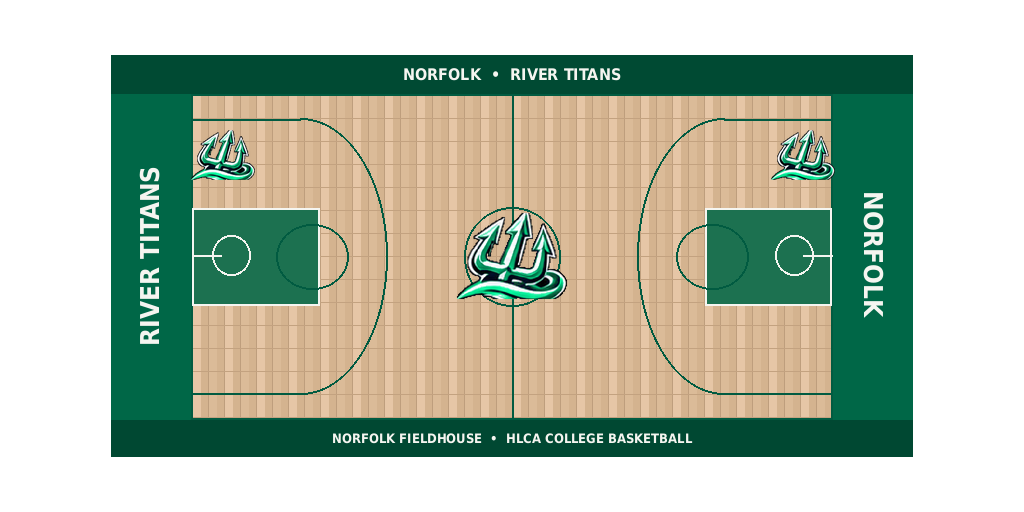 NORFOLK • RIVER TITANS
RIVER TITANS
NORFOLK
NORFOLK FIELDHOUSE • HLCA COLLEGE BASKETBALL